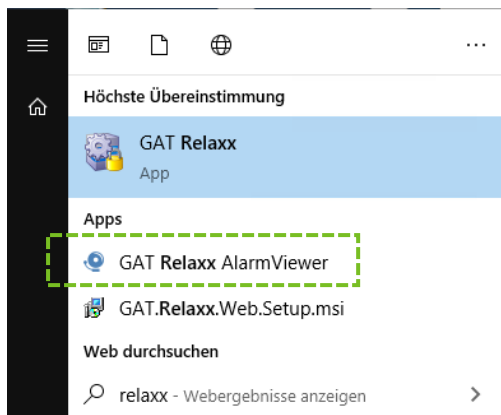 Höchste Übereinstimmung
GAT Relaxx
App
Apps
GAT Relaxx AlarmViewer
GAT.Relaxx.Web.Setup.msi
Web durchsuchen
relaxx - Webergebnisse anzeigen